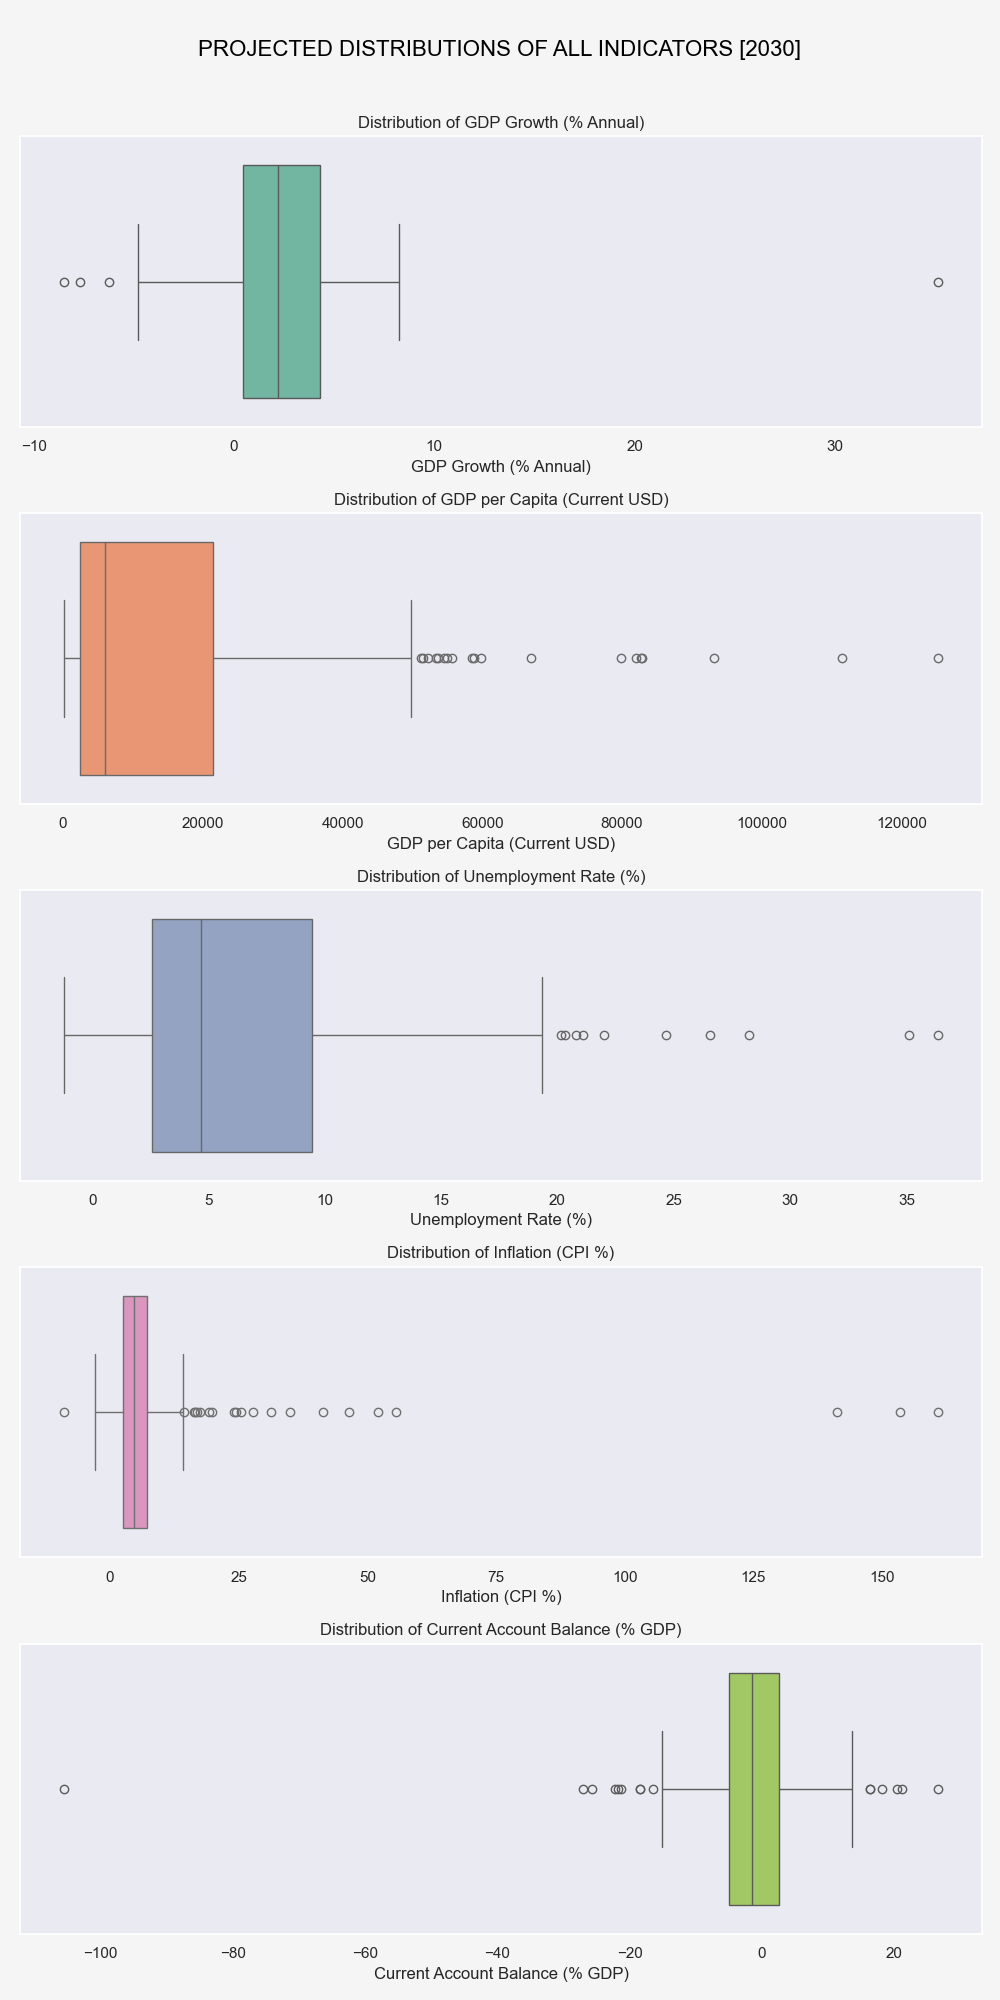 PROJECTED DISTRIBUTIONS OF ALL INDICATORS [2030]
Distribution of GDP Growth (% Annual)
−10 0 10 20 30
GDP Growth (% Annual)
Distribution of GDP per Capita (Current USD)
0 20000 40000 60000 80000 100000 120000
GDP per Capita (Current USD)
Distribution of Unemployment Rate (%)
0 5 10 15 20 25 30 35
Unemployment Rate (%)
Distribution of Inflation (CPI %)
0 25 50 75 100 125 150
Inflation (CPI %)
Distribution of Current Account Balance (% GDP)
−100 −80 −60 −40 −20 0 20
Current Account Balance (% GDP)